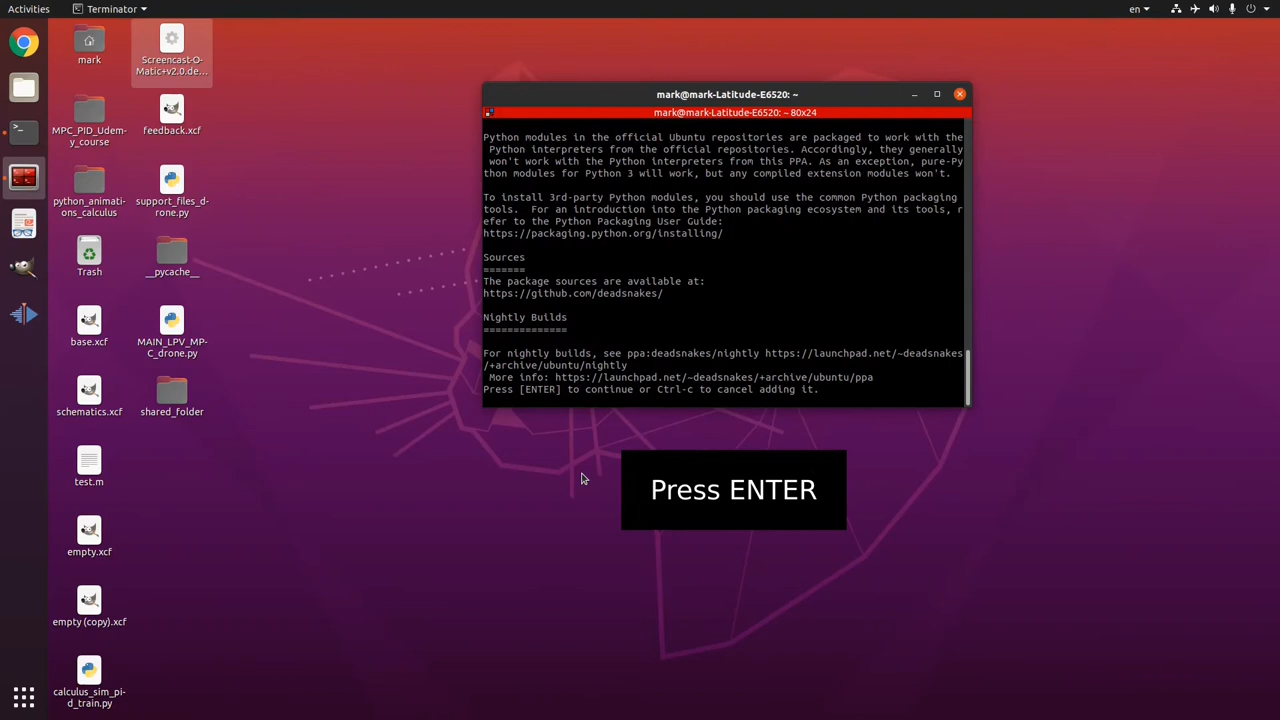 Activities
Terminator
en
mark
Screencast-O-
Matic+v2.0.de...
MPC_PID_Udem-
y_course
feedback.xcf
python_animati-
ons_calculus
support_files_d-
rone.py
Trash
__pycache__
base.xcf
MAIN_LPV_MP-
C_drone.py
schematics.xcf
shared_folder
test.m
empty.xcf
empty (copy).xcf
calculus_sim_pi-
d_train.py
mark@mark-Latitude-E6520: ~
mark@mark-Latitude-E6520: ~ 80x24
Python modules in the official Ubuntu repositories are packaged to work with the
Python interpreters from the official repositories. Accordingly, they generally
won't work with the Python interpreters from this PPA. As an exception, pure-Py
thon modules for Python 3 will work, but any compiled extension modules won't.
To install 3rd-party Python modules, you should use the common Python packaging
tools.  For an introduction into the Python packaging ecosystem and its tools, r
efer to the Python Packaging User Guide:
https://packaging.python.org/installing/
Sources
=======
The package sources are available at:
https://github.com/deadsnakes/
Nightly Builds
==============
For nightly builds, see ppa:deadsnakes/nightly https://launchpad.net/~deadsnakes
/+archive/ubuntu/nightly
More info: https://launchpad.net/~deadsnakes/+archive/ubuntu/ppa
Press [ENTER] to continue or Ctrl-c to cancel adding it.
Press ENTER